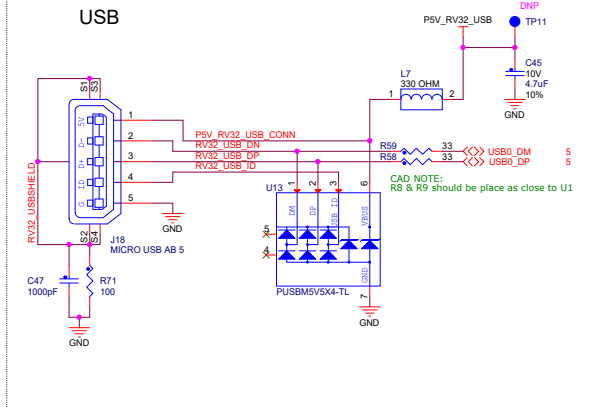 USB
DNP
P5V_RV32_USB
TP11
L7
330 OHM
1 2
C45
10V
4.7uF
10%
GND
S1
S3
5V
D-
D+
ID
G
1
2
3
4
5
P5V_RV32_USB_CONN
RV32_USB_DN
RV32_USB_DP
RV32_USB_ID
R59 33 USB0_DM 5
R58 33 USB0_DP 5
CAD NOTE:
R8 & R9 should be place as close to U1
RV32_USBSHIELD
GND
S2
S4
J18
MICRO USB AB 5
U13
1
2
3
6
DM
DP
USB ID
VBUS
5
4
GND
PUSBM5V5X4-TL
7
GND
C47
1000pF
R71
100
GND